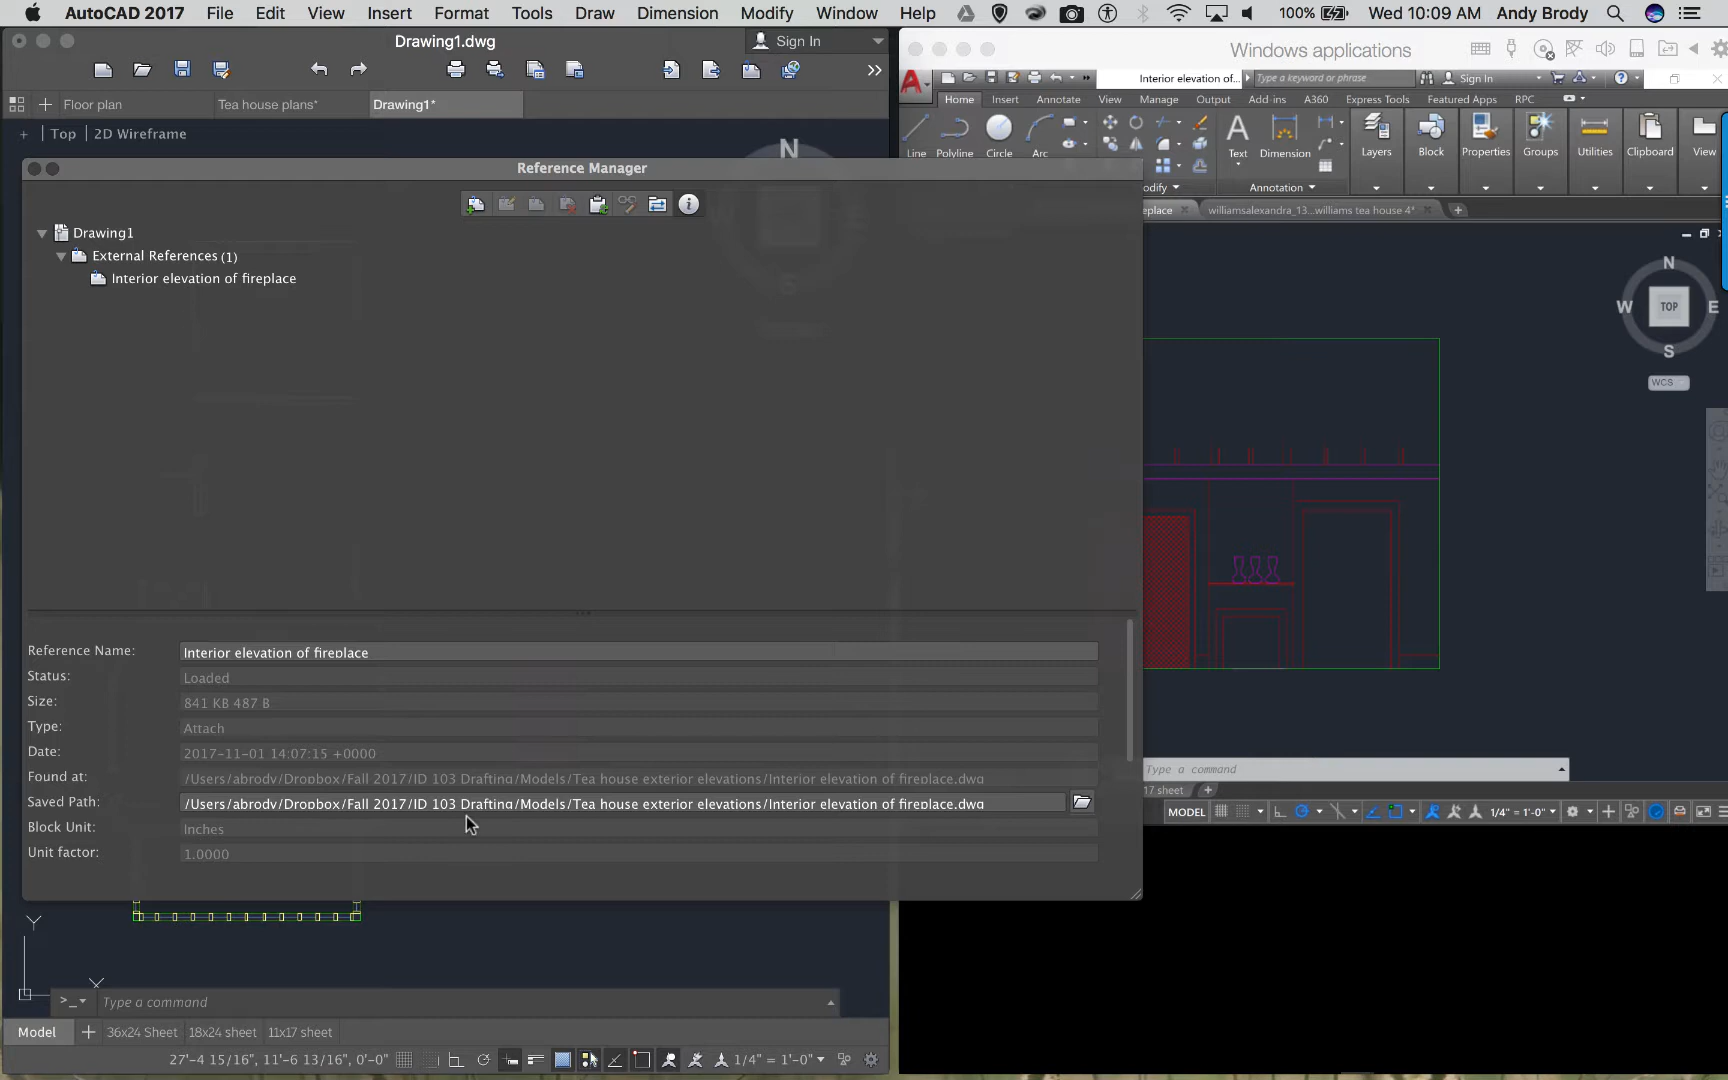 AutoCAD 2017 File Edit View Insert Format Tools Draw Dimension Modify Window Help 100% Wed 10:09 AM Andy Brody
Drawing1.dwg
Sign In
Floor plan
Tea house plans*
Drawing1*
+ | Top | 2D Wireframe
N
Reference Manager
Drawing1
External References (1)
Interior elevation of fireplace
Reference Name: Interior elevation of fireplace
Status: Loaded
Size: 841 KB 487 B
Type: Attach
Date: 2017-11-01 14:07:15 +0000
Found at: /Users/abrody/Dropbox/Fall 2017/ID 103 Drafting/Models/Tea house exterior elevations/Interior elevation of fireplace.dwg
Saved Path: /Users/abrody/Dropbox/Fall 2017/ID 103 Drafting/Models/Tea house exterior elevations/Interior elevation of fireplace.dwg
Block Unit: Inches
Unit factor: 1.0000
Y
X
>_ Type a command
Model + 36x24 Sheet 18x24 sheet 11x17 sheet
27'-4 15/16", 11'-6 13/16", 0'-0" 1/4" = 1'-0"
Windows applications
Interior elevation of... Type a keyword or phrase Sign In
Home Insert Annotate View Manage Output Add-ins A360 Express Tools Featured Apps RPC
Line Polyline Circle Arc Text Dimension Layers Block Properties Groups Utilities Clipboard View
odify Annotation
eplace williamsalexandra_13...williams tea house 4*
N
W TOP E
S
WCS
Type a command
17 sheet +
MODEL 1/4" = 1'-0"